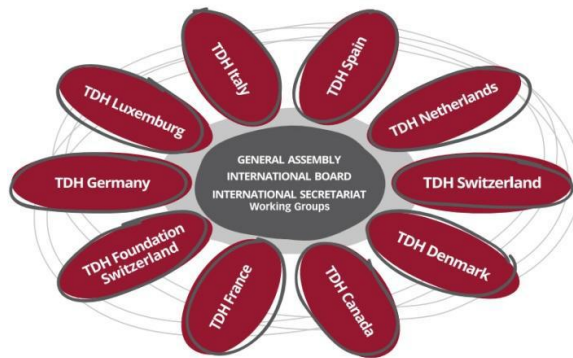 TDH Italy
TDH Spain
TDH Luxemburg
TDH Netherlands
GENERAL ASSEMBLY
INTERNATIONAL BOARD
INTERNATIONAL SECRETARIAT
Working Groups
TDH Germany
TDH Switzerland
TDH Foundation
Switzerland
TDH Denmark
TDH France
TDH Canada